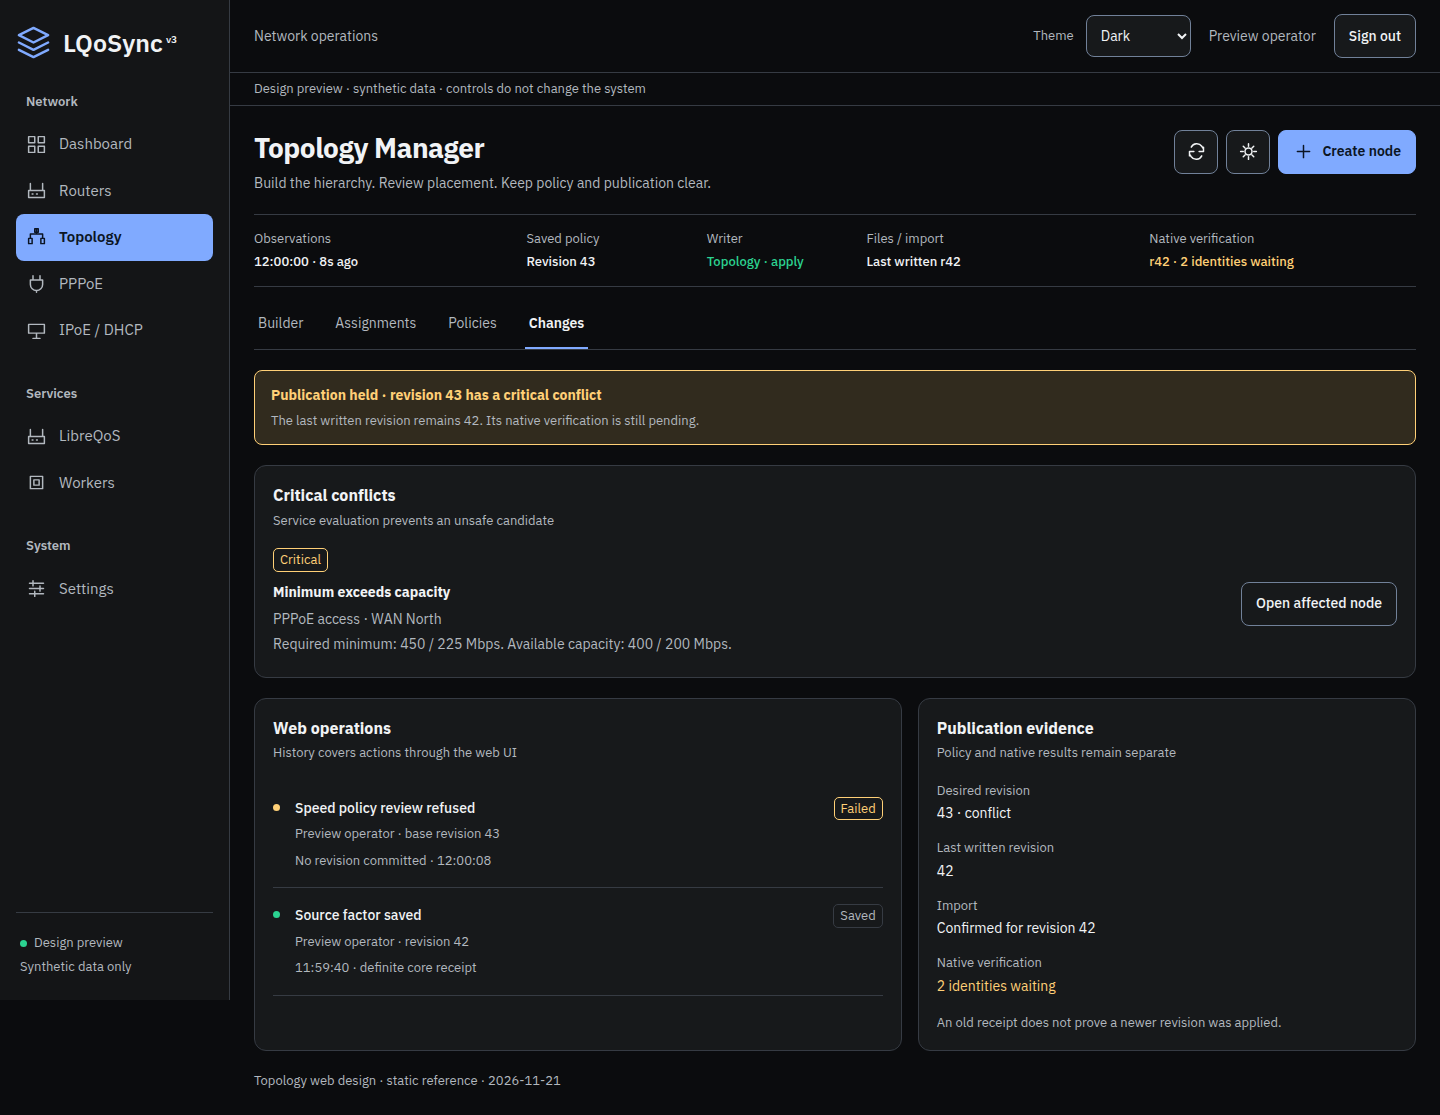 LQoSync v3
Network
Dashboard
Routers
Topology
PPPoE
IPoE / DHCP
Services
LibreQoS
Workers
System
Settings
Design preview
Synthetic data only
Network operations
Theme
Dark
Preview operator
Sign out
Design preview · synthetic data · controls do not change the system
Topology Manager
Build the hierarchy. Review placement. Keep policy and publication clear.
Create node
Observations
12:00:00 · 8s ago
Saved policy
Revision 43
Writer
Topology · apply
Files / import
Last written r42
Native verification
r42 · 2 identities waiting
Builder
Assignments
Policies
Changes
Publication held · revision 43 has a critical conflict
The last written revision remains 42. Its native verification is still pending.
Critical conflicts
Service evaluation prevents an unsafe candidate
Critical
Minimum exceeds capacity
PPPoE access · WAN North
Required minimum: 450 / 225 Mbps. Available capacity: 400 / 200 Mbps.
Open affected node
Web operations
History covers actions through the web UI
Speed policy review refused
Failed
Preview operator · base revision 43
No revision committed · 12:00:08
Source factor saved
Saved
Preview operator · revision 42
11:59:40 · definite core receipt
Publication evidence
Policy and native results remain separate
Desired revision
43 · conflict
Last written revision
42
Import
Confirmed for revision 42
Native verification
2 identities waiting
An old receipt does not prove a newer revision was applied.
Topology web design · static reference · 2026-11-21